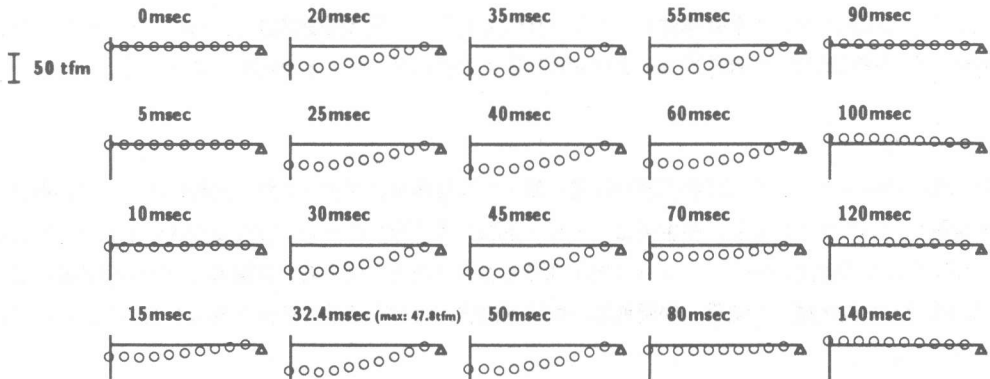 0msec 20msec 35msec 55msec 90msec
50 tfm
5msec 25msec 40msec 60msec 100msec
10msec 30msec 45msec 70msec 120msec
15msec 32.4msec (max: 47.8tfm) 50msec 80msec 140msec